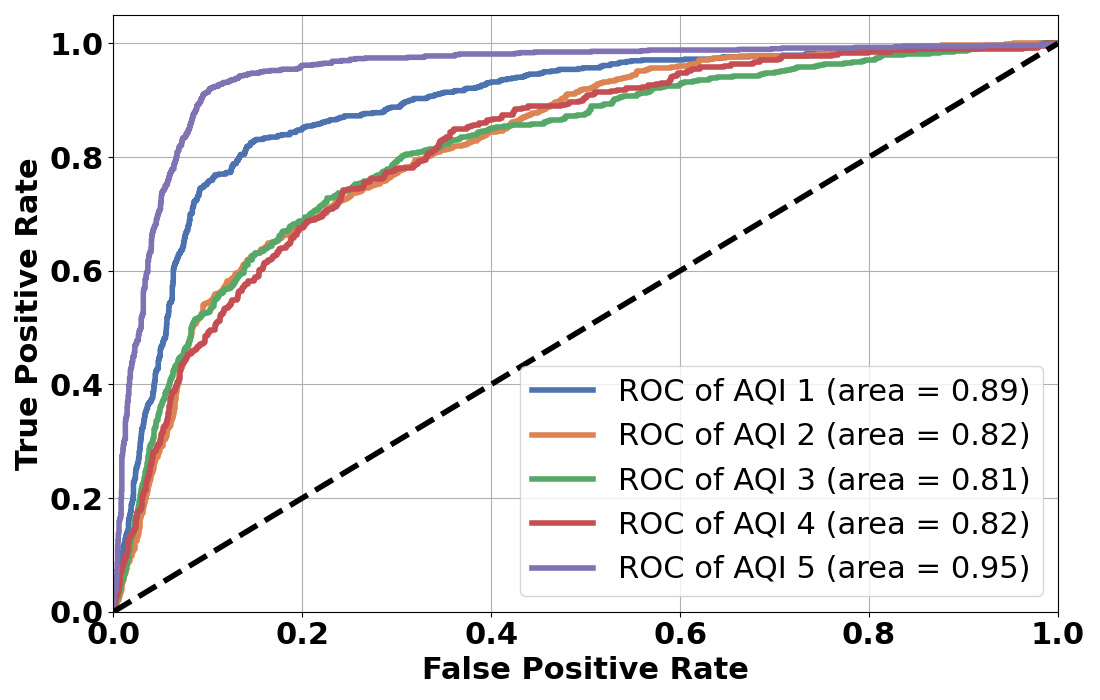 1.0
0.8
0.6
0.4
0.2
0.0
True Positive Rate
ROC of AQI 1 (area = 0.89)
ROC of AQI 2 (area = 0.82)
ROC of AQI 3 (area = 0.81)
ROC of AQI 4 (area = 0.82)
ROC of AQI 5 (area = 0.95)
0.0 0.2 0.4 0.6 0.8 1.0
False Positive Rate